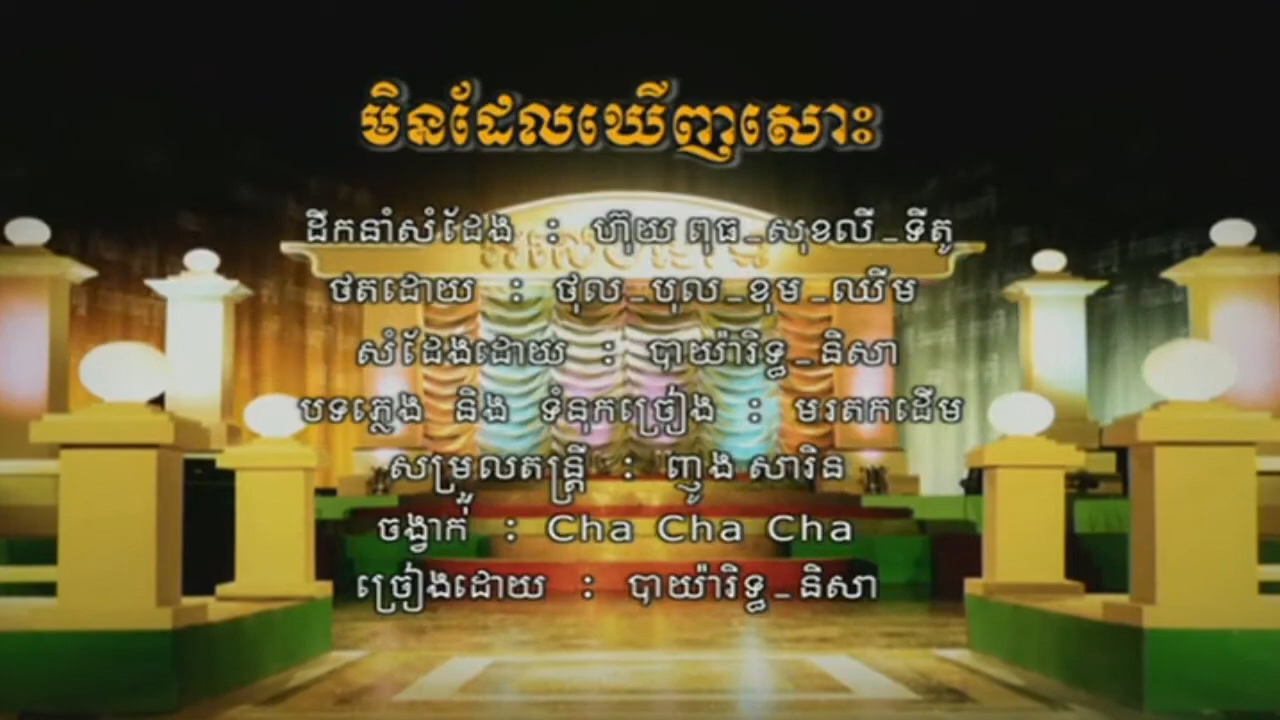 មិនដែលឃើញសោះ
ដឹកនាំសំដែង : ហ៊ុយ ពុធ_សុខលី_ទីតូ
ថតដោយ : ថុល_បុល_ខុម_ឈីម
សំដែងដោយ : បាយ៉ារិទ្ធ_និសា
បទភ្លេង និង ទំនុកច្រៀង : មរតកដើម
សម្រួលតន្ត្រី : ញូង សារិន
ចង្វាក់ : Cha Cha Cha
ច្រៀងដោយ : បាយ៉ារិទ្ធ_និសា